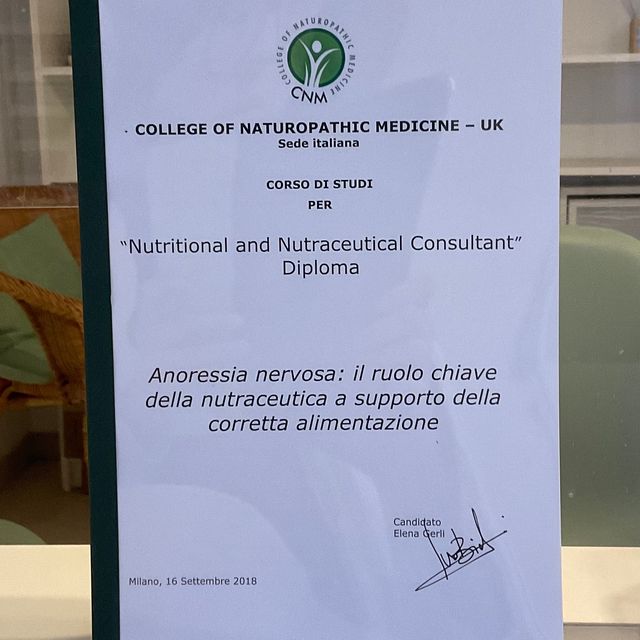 COLLEGE OF NATUROPATHIC MEDICINE
CNM
COLLEGE OF NATUROPATHIC MEDICINE – UK
Sede italiana
CORSO DI STUDI
PER
“Nutritional and Nutraceutical Consultant”
Diploma
Anoressia nervosa: il ruolo chiave
della nutraceutica a supporto della
corretta alimentazione
Candidato
Elena Gerli
Milano, 16 Settembre 2018